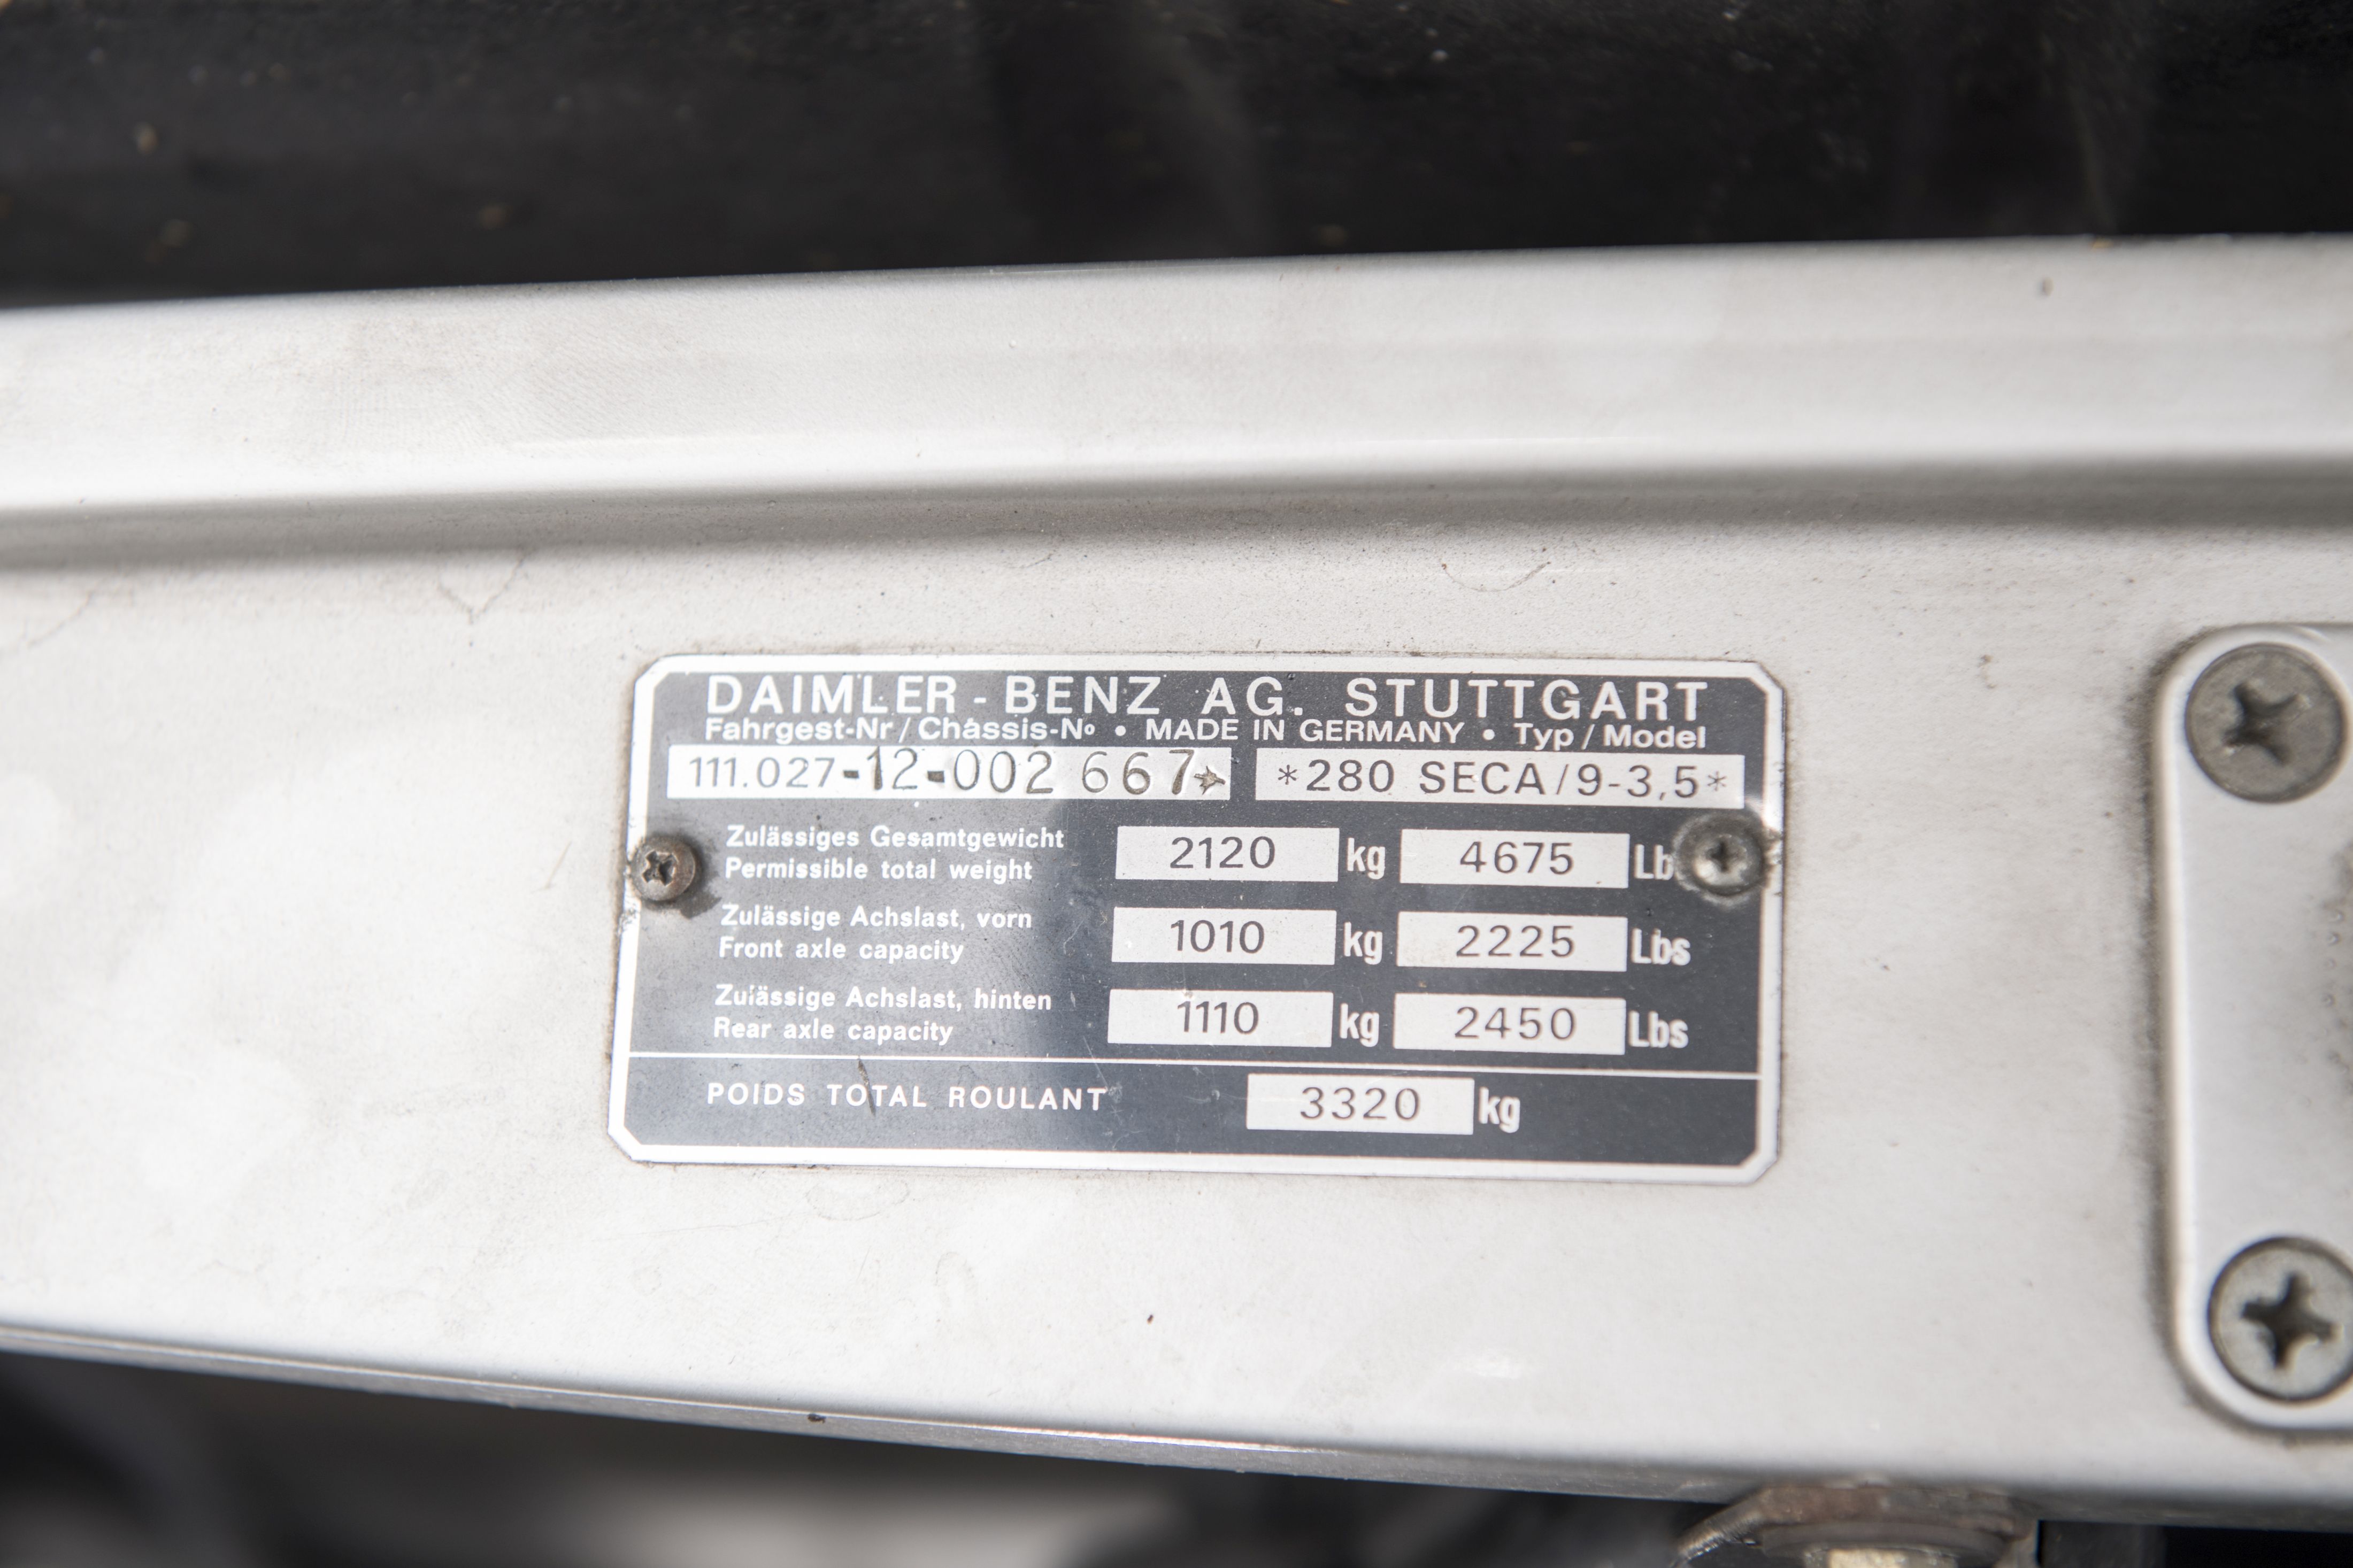 DAIMLER-BENZ AG. STUTTGART
Fahrgest-Nr/Chassis-No • MADE IN GERMANY • Typ/Model
111.027-12-002 667* *280 SECA/9-3,5*
Zulässiges Gesamtgewicht
Permissible total weight 2120 kg 4675 Lb
Zulässige Achslast, vorn
Front axle capacity 1010 kg 2225 Lbs
Zulässige Achslast, hinten
Rear axle capacity 1110 kg 2450 Lbs
POIDS TOTAL ROULANT 3320 kg